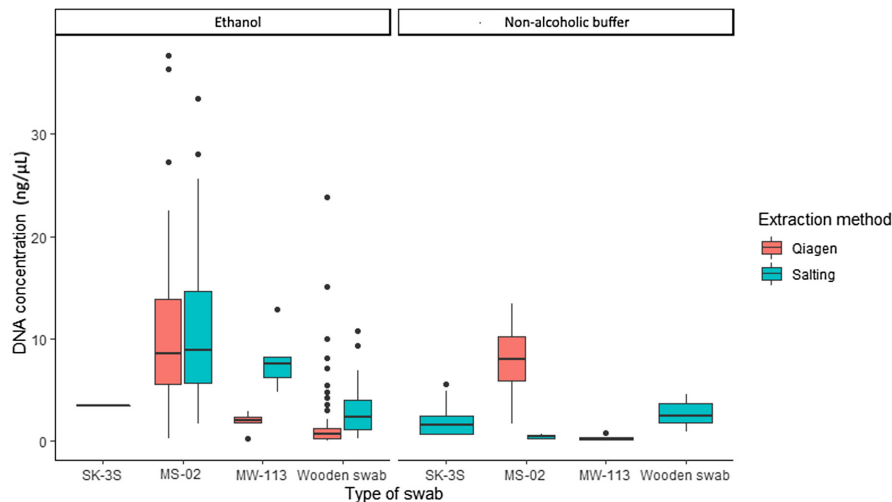 Ethanol
Non-alcoholic buffer
DNA concentration (ng/µL)
30
20
10
0
SK-3S MS-02 MW-113 Wooden swab
SK-3S MS-02 MW-113 Wooden swab
Type of swab
Extraction method
Qiagen
Salting